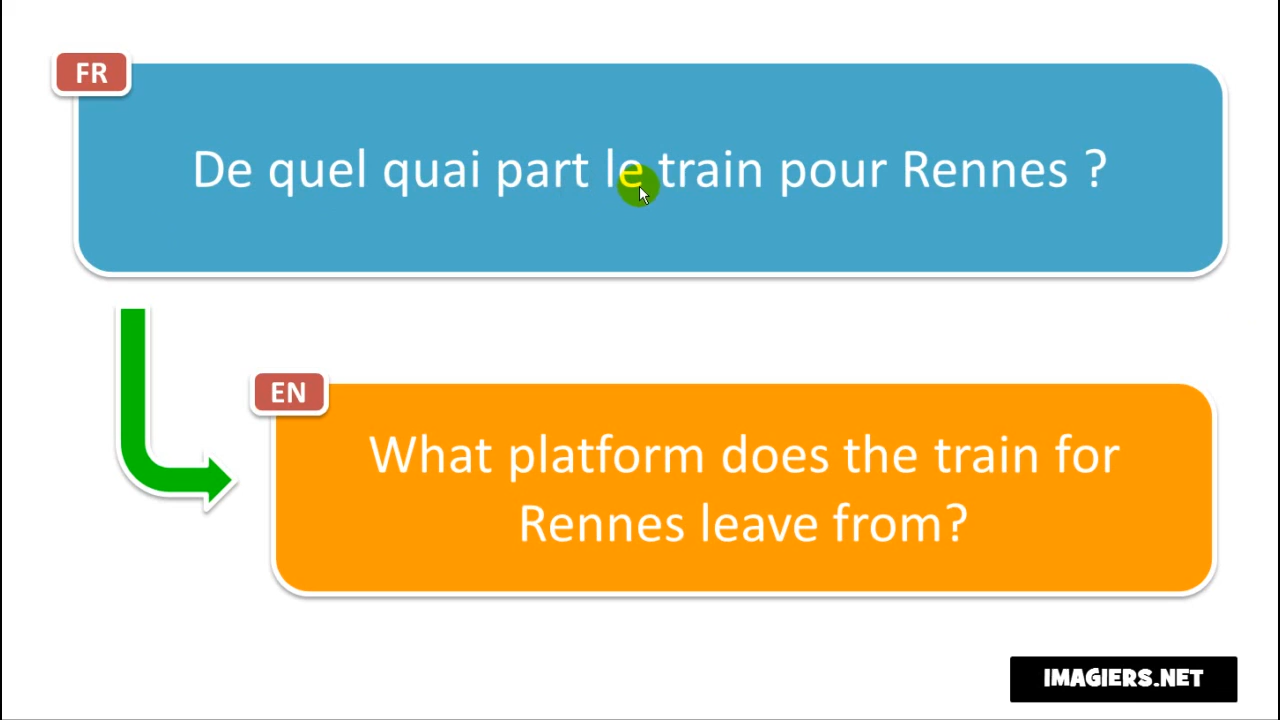 FR
De quel quai part le train pour Rennes ?
EN
What platform does the train for
Rennes leave from?
IMAGIERS.NET